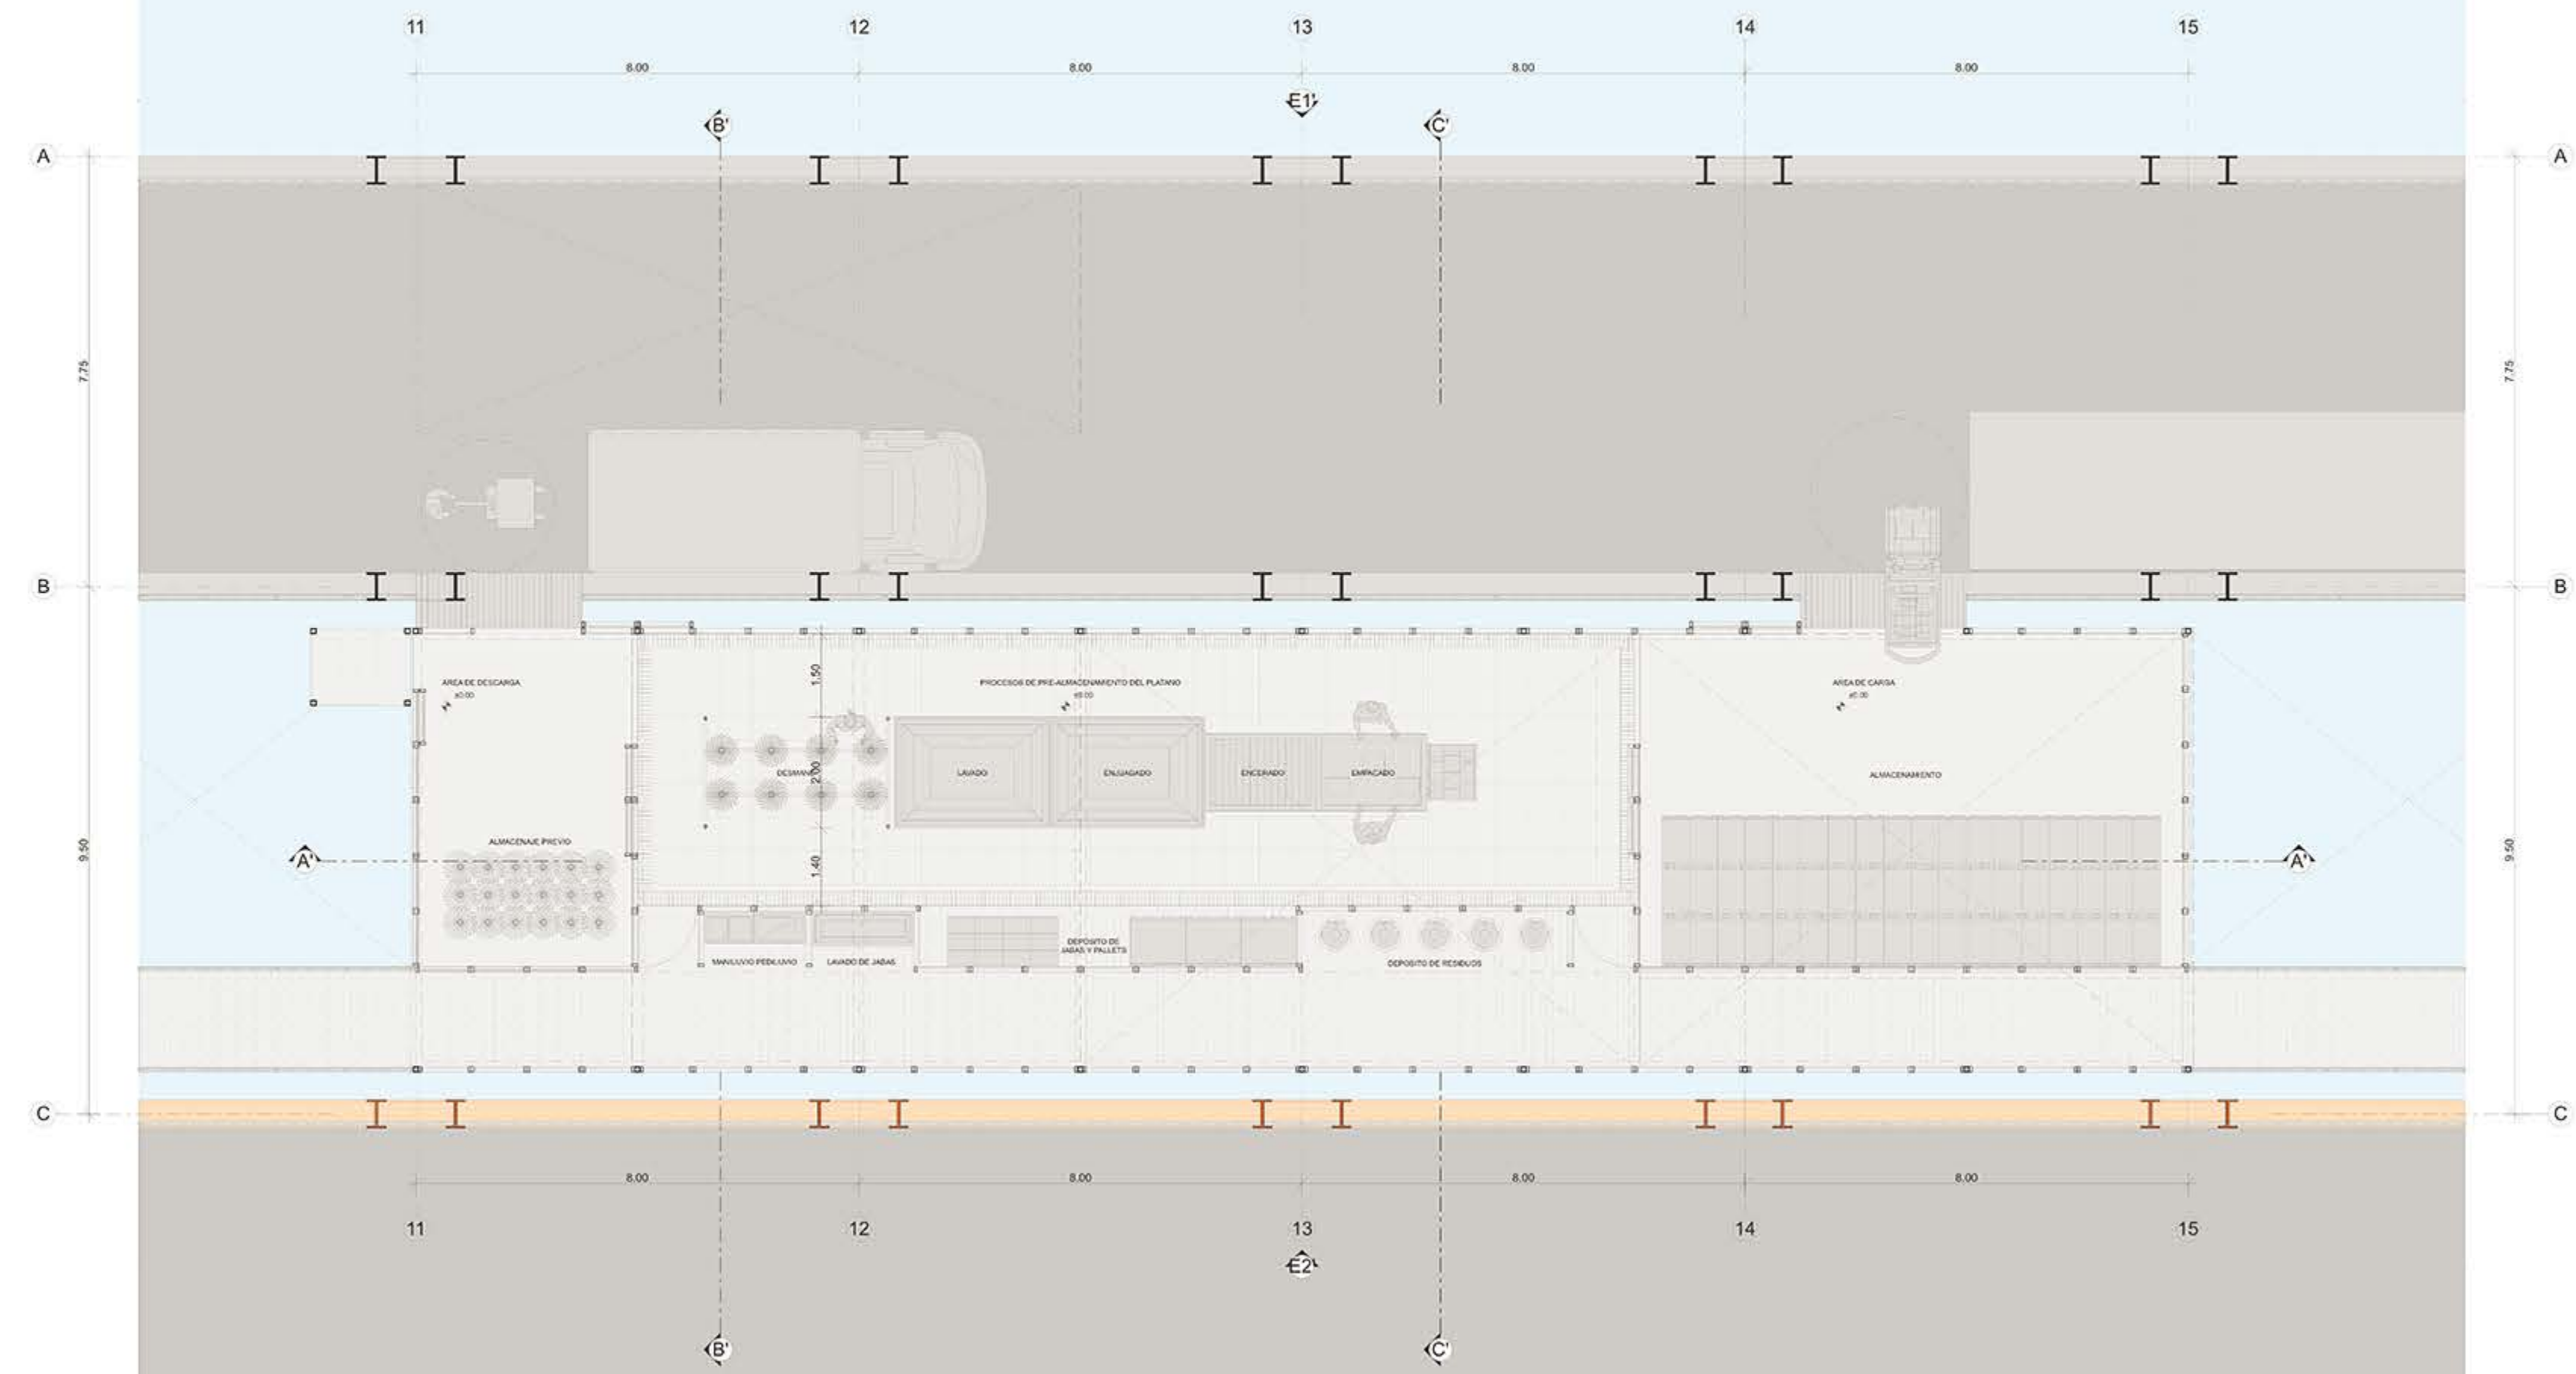 11 12 13 14 15
8.00 8.00 8.00 8.00
E1'
B' C'
A A
7.75 7.75
B B
AREA DE DESCARGA
±0.00
PROCESOS DE PRE-ALMACENAMIENTO DEL PLATANO
±0.00
AREA DE CARGA
±0.00
1.50
DESMANE
2.00
LAVADO
ENJUAGADO
ENCERADO
EMPACADO
ALMACENAMIENTO
ALMACENAJE PREVIO
9.50 9.50
A' A'
1.40
MANILUVIO PEDILUVIO
LAVADO DE JABAS
DEPOSITO DE
JABAS Y PALLETS
DEPOSITO DE RESIDUOS
C C
8.00 8.00 8.00 8.00
11 12 13 14 15
E2'
B' C'